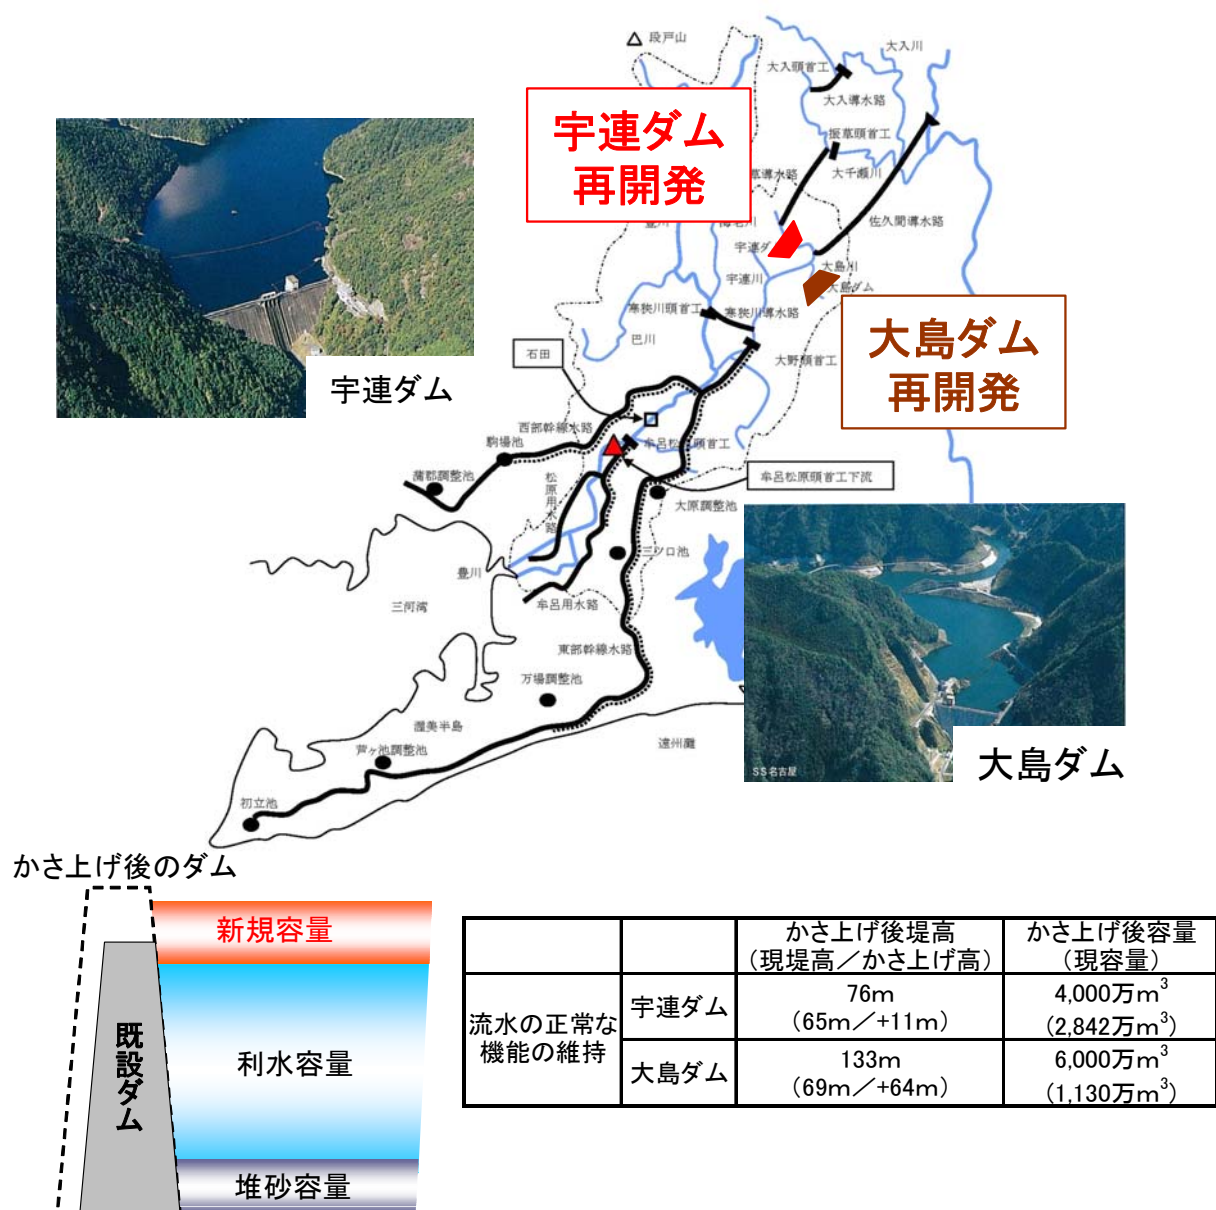 段戸山
大入川
大入頭首工
大入導水路
宇連ダム
再開発
振草頭首工
草導水路
大千瀬川
佐久間導水路
豊川
宇連ダ
大島川
大島ダム
宇連川
寒狭川頭首工
寒狭川導水路
巴川
大野頭首工
大島ダム
再開発
石田
宇連ダム
西部幹線水路
駒場池
牟呂松原頭首工
蒲郡調整池
松原用水路
牟呂松原頭首工下流
大原調整池
三ツ口池
豊川
三河湾
牟呂用水路
東部幹線水路
万場調整池
渥美半島
遠州灘
芦ヶ池調整池
初立池
SS名古屋
大島ダム
かさ上げ後のダム
新規容量
既設ダム
利水容量
堆砂容量
かさ上げ後堤高
（現堤高／かさ上げ高）
かさ上げ後容量
（現容量）
流水の正常な
機能の維持
宇連ダム
76m
（65m／+11m）
4,000万m³
（2,842万m³）
大島ダム
133m
（69m／+64m）
6,000万m³
（1,130万m³）